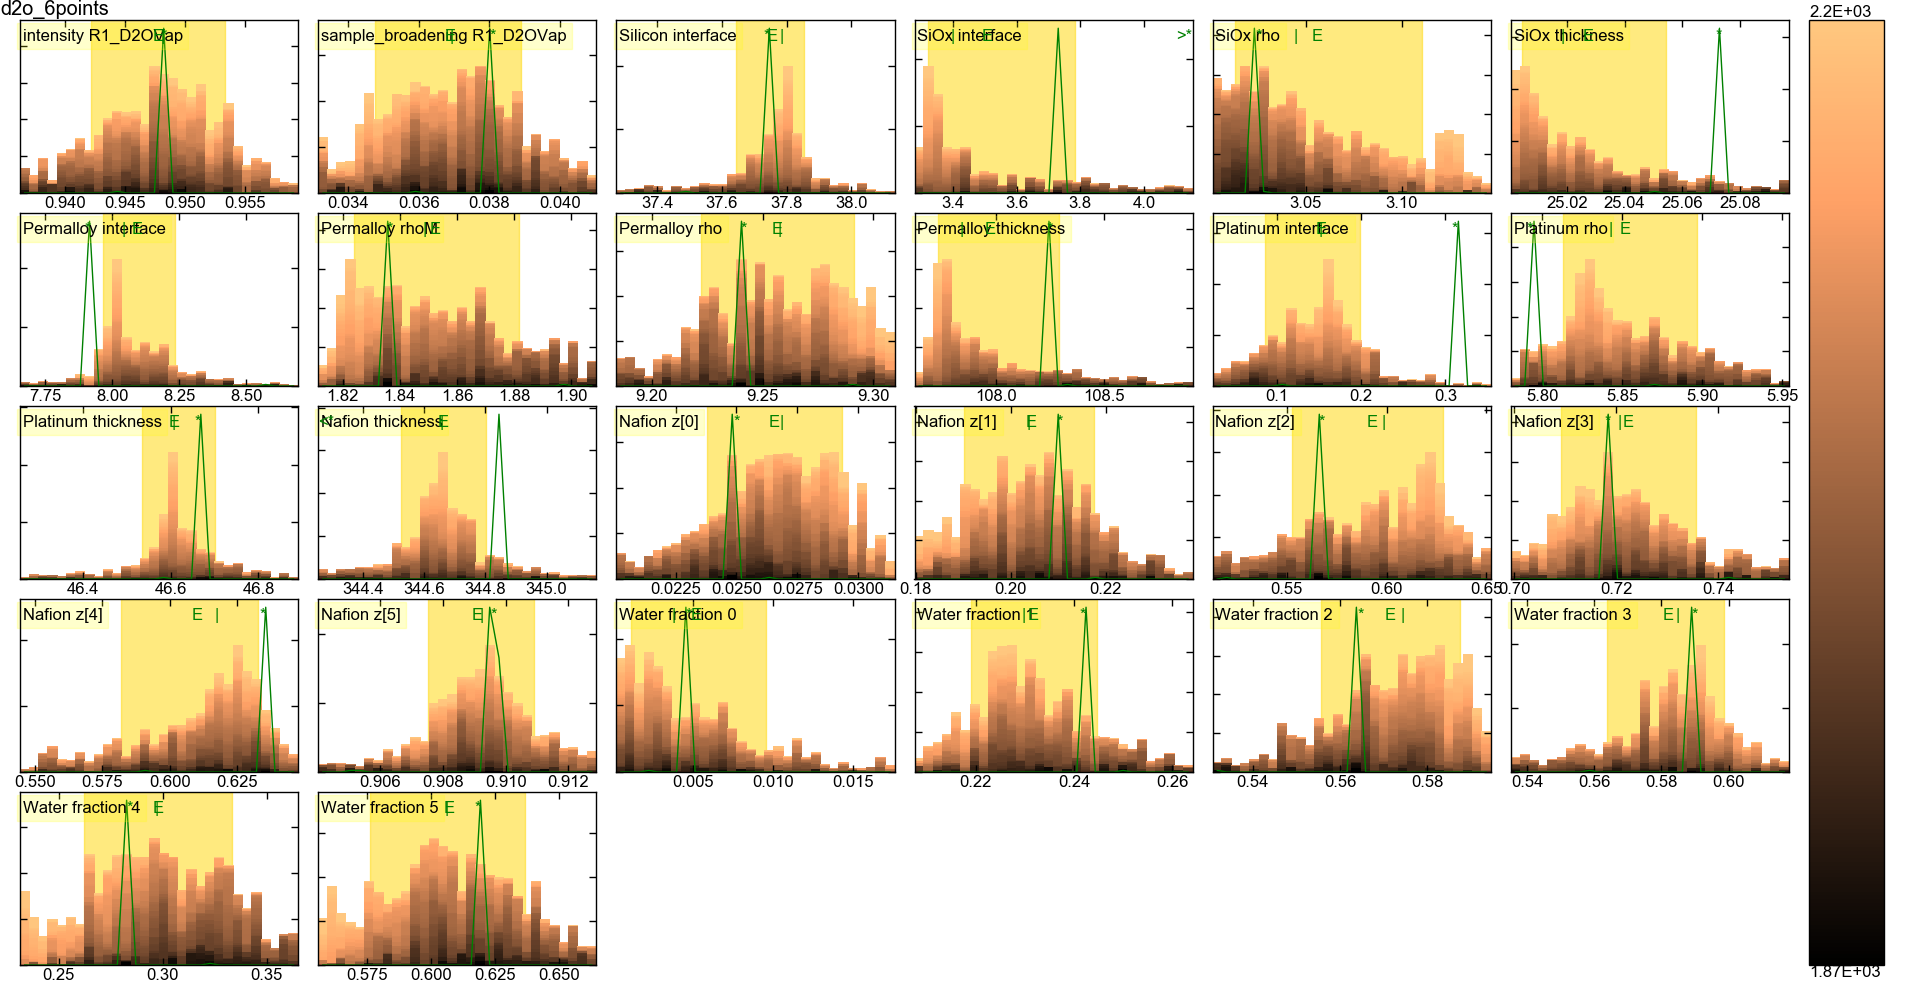 d2o_6points
2.2E+03
intensity R1_D2OVap
sample_broadening R1_D2OVap
Silicon interface
SiOx interface
SiOx rho
SiOx thickness
0.940 0.945 0.950 0.955
0.034 0.036 0.038 0.040
37.4 37.6 37.8 38.0
3.4 3.6 3.8 4.0
3.05 3.10
25.02 25.04 25.06 25.08
Permalloy interface
Permalloy rhoM
Permalloy rho
Permalloy thickness
Platinum interface
Platinum rho
7.75 8.00 8.25 8.50
1.82 1.84 1.86 1.88 1.90
9.20 9.25 9.30
108.0 108.5
0.1 0.2 0.3
5.80 5.85 5.90 5.95
Platinum thickness
Nafion thickness
Nafion z[0]
Nafion z[1]
Nafion z[2]
Nafion z[3]
46.4 46.6 46.8
344.4 344.6 344.8 345.0
0.0225 0.0250 0.0275 0.0300
0.18 0.20 0.22
0.55 0.60 0.65
0.70 0.72 0.74
Nafion z[4]
Nafion z[5]
Water fraction 0
Water fraction 1
Water fraction 2
Water fraction 3
0.550 0.575 0.600 0.625
0.906 0.908 0.910 0.912
0.005 0.010 0.015
0.22 0.24 0.26
0.54 0.56 0.58
0.54 0.56 0.58 0.60
Water fraction 4
Water fraction 5
0.25 0.30 0.35
0.575 0.600 0.625 0.650
1.87E+03